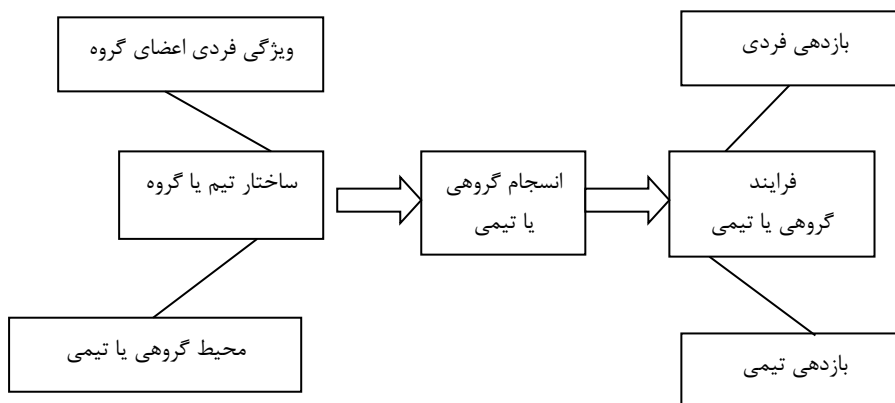 ویژگی فردی اعضای گروه
بازدهی فردی
ساختار تیم یا گروه
انسجام گروهی
یا تیمی
فرایند
گروهی یا تیمی
محیط گروهی یا تیمی
بازدهی تیمی